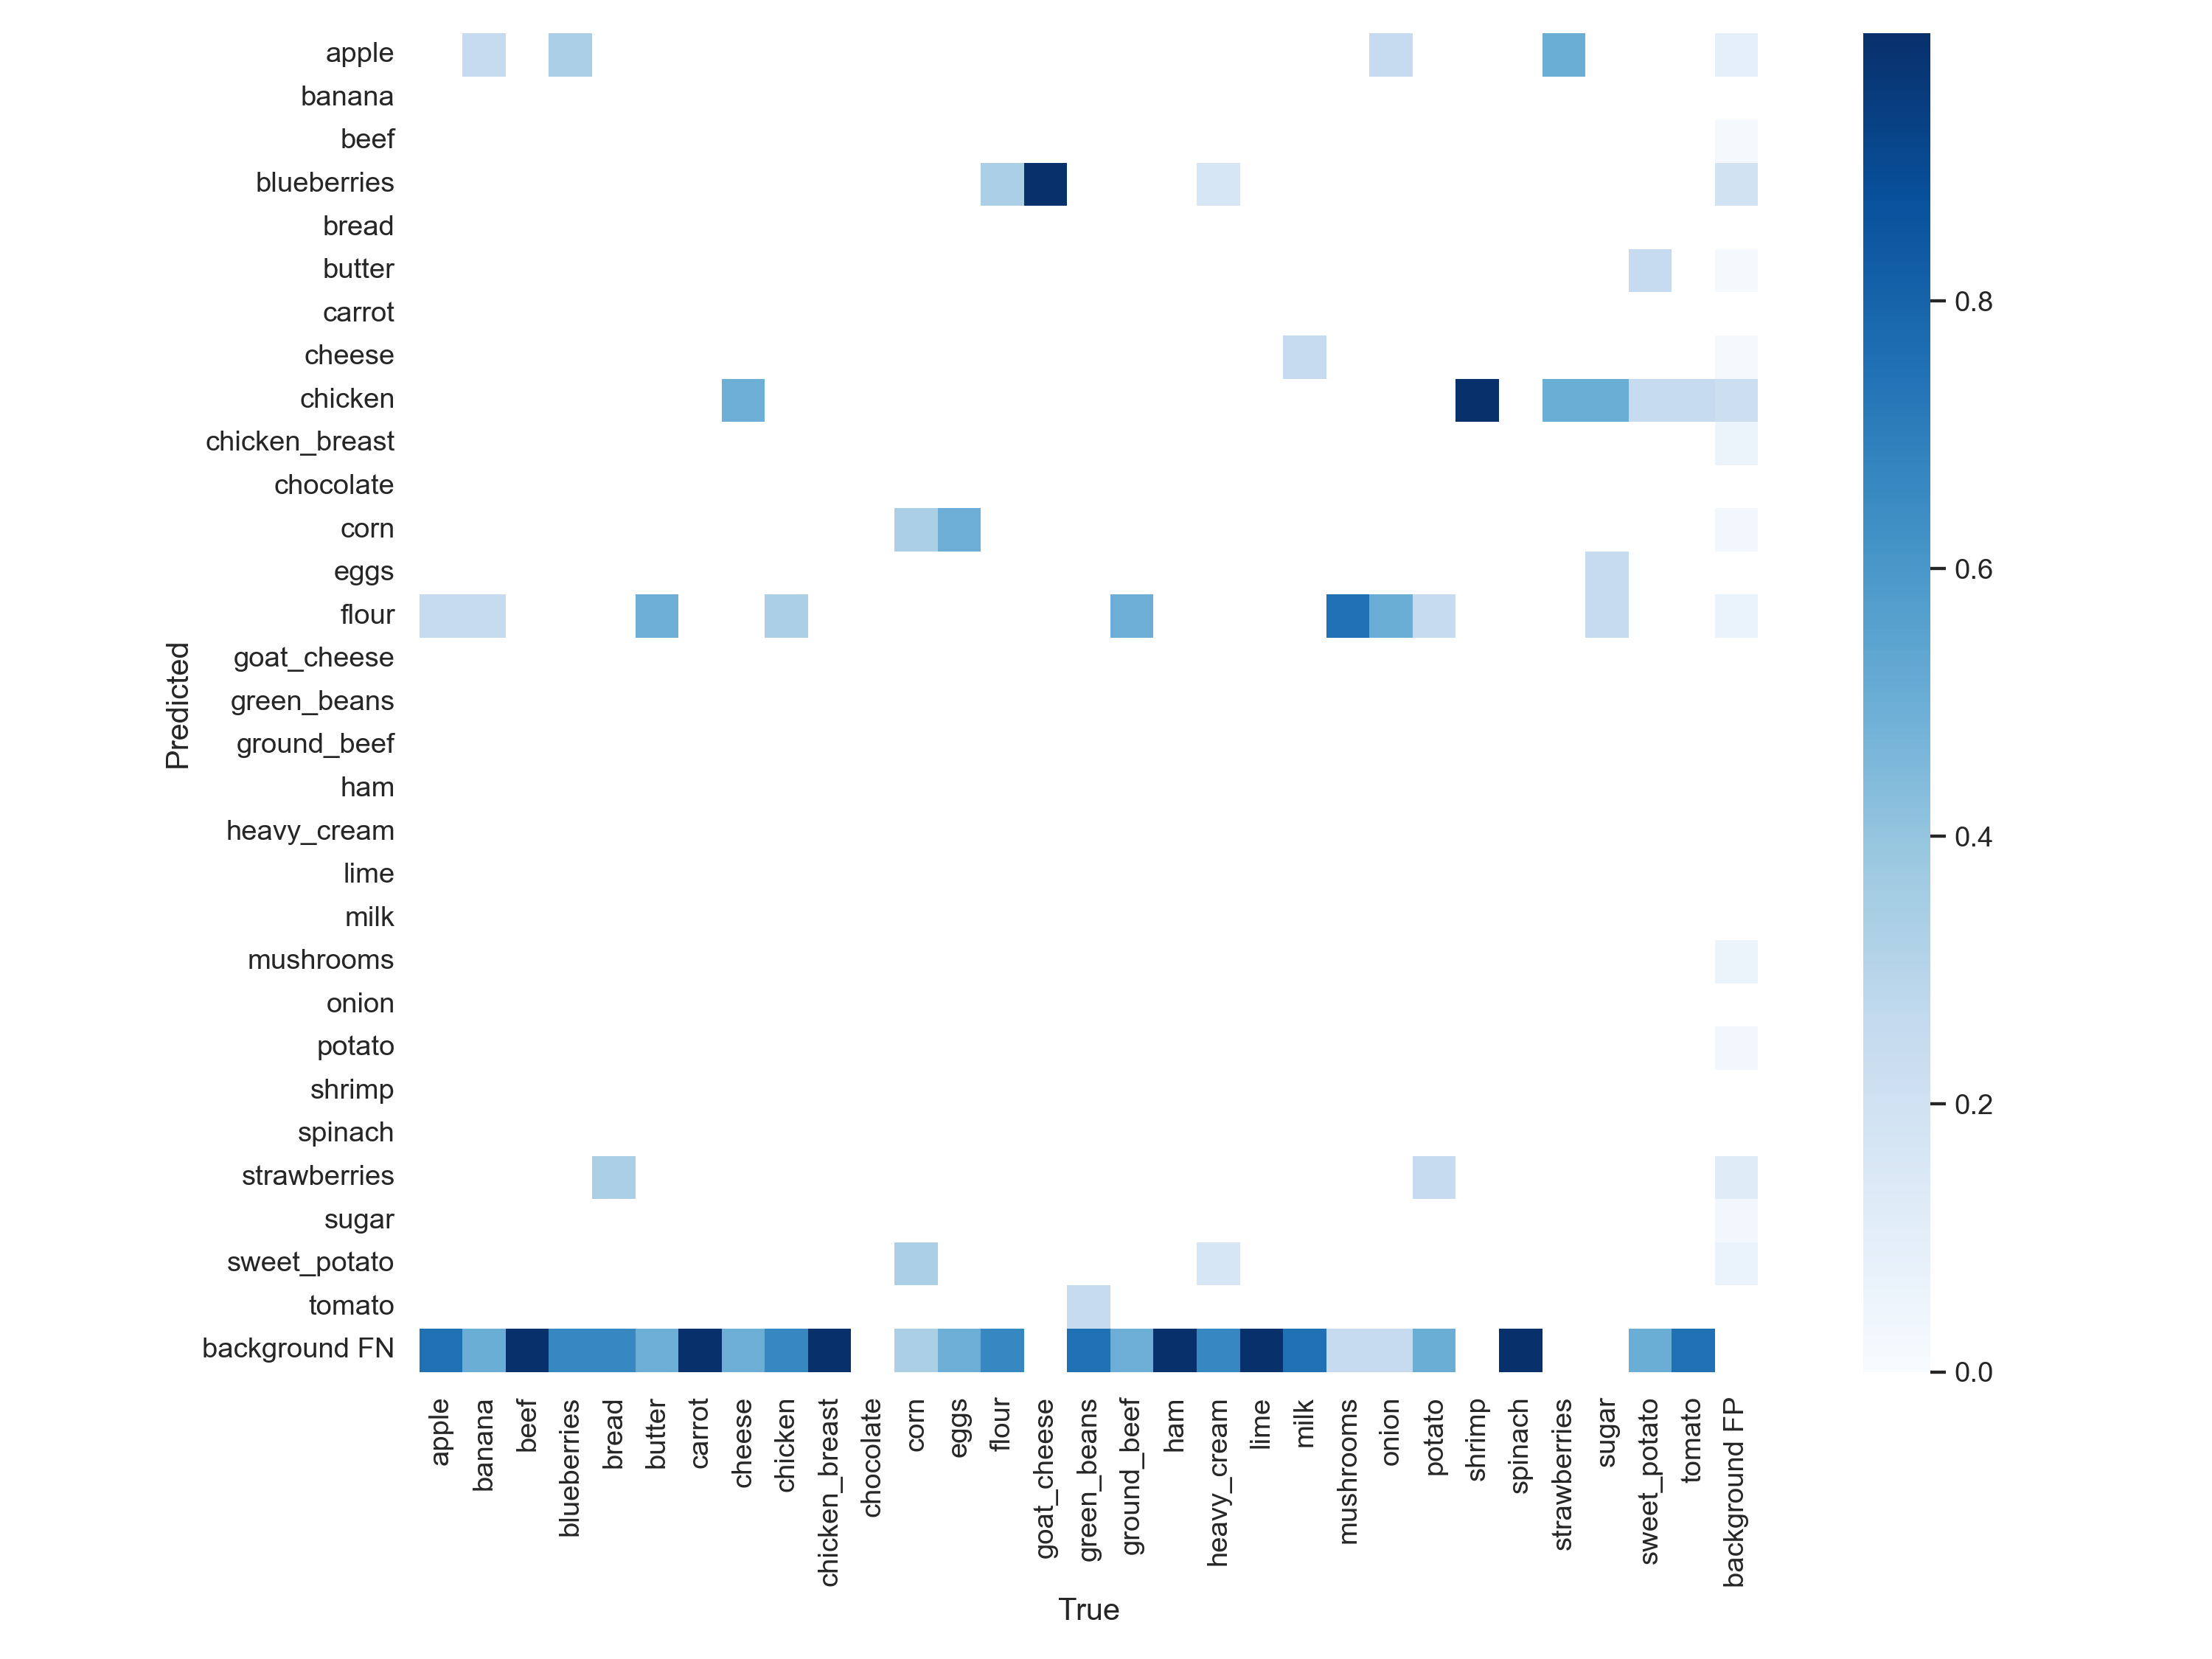 apple
banana
beef
blueberries
bread
butter
carrot
cheese
chicken
chicken_breast
chocolate
corn
eggs
flour
goat_cheese
green_beans
ground_beef
ham
heavy_cream
lime
milk
mushrooms
onion
potato
shrimp
spinach
strawberries
sugar
sweet_potato
tomato
background FN
Predicted
apple
banana
beef
blueberries
bread
butter
carrot
cheese
chicken
chicken_breast
chocolate
corn
eggs
flour
goat_cheese
green_beans
ground_beef
ham
heavy_cream
lime
milk
mushrooms
onion
potato
shrimp
spinach
strawberries
sugar
sweet_potato
tomato
background FP
True
0.8
0.6
0.4
0.2
0.0